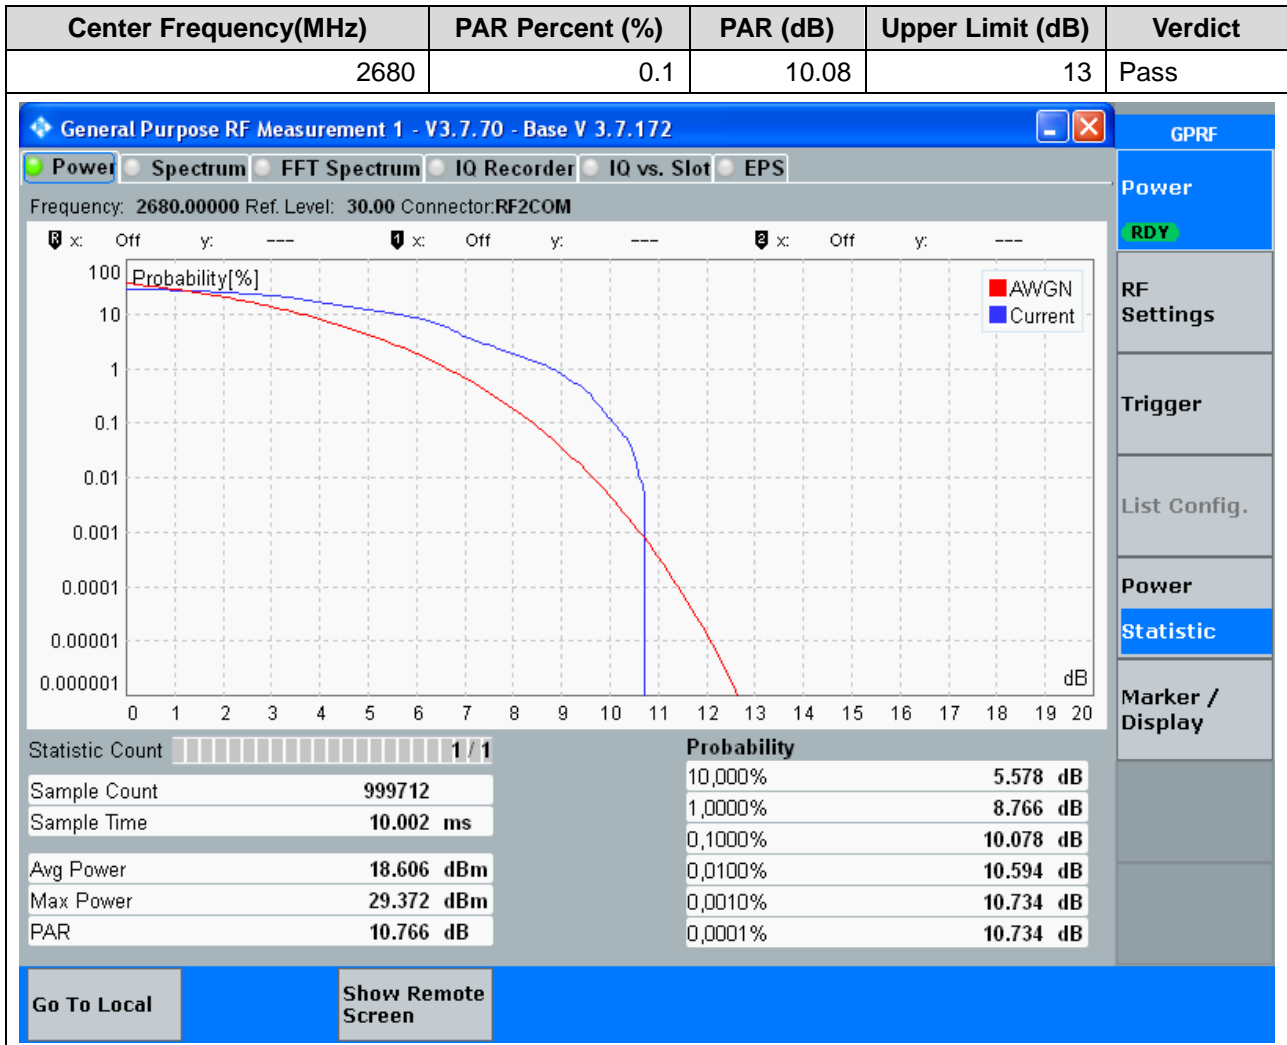 Center Frequency(MHz) PAR Percent (%) PAR (dB) Upper Limit (dB) Verdict
2680 0.1 10.08 13 Pass
General Purpose RF Measurement 1 - V3.7.70 - Base V 3.7.172
GPRF
Power Spectrum FFT Spectrum IQ Recorder IQ vs. Slot EPS
Power
RDY
Frequency: 2680.00000 Ref. Level: 30.00 Connector:RF2COM
R x: Off y: --- 1 x: Off y: --- 2 x: Off y: ---
Probability[%]
100
10
1
0.1
0.01
0.001
0.0001
0.00001
0.000001
AWGN
Current
dB
0 1 2 3 4 5 6 7 8 9 10 11 12 13 14 15 16 17 18 19 20
RF
Settings
Trigger
List Config.
Power
Statistic
Marker /
Display
Statistic Count 1 / 1
Sample Count 999712
Sample Time 10.002 ms
Avg Power 18.606 dBm
Max Power 29.372 dBm
PAR 10.766 dB
Probability
10,000% 5.578 dB
1,0000% 8.766 dB
0,1000% 10.078 dB
0,0100% 10.594 dB
0,0010% 10.734 dB
0,0001% 10.734 dB
Go To Local
Show Remote
Screen